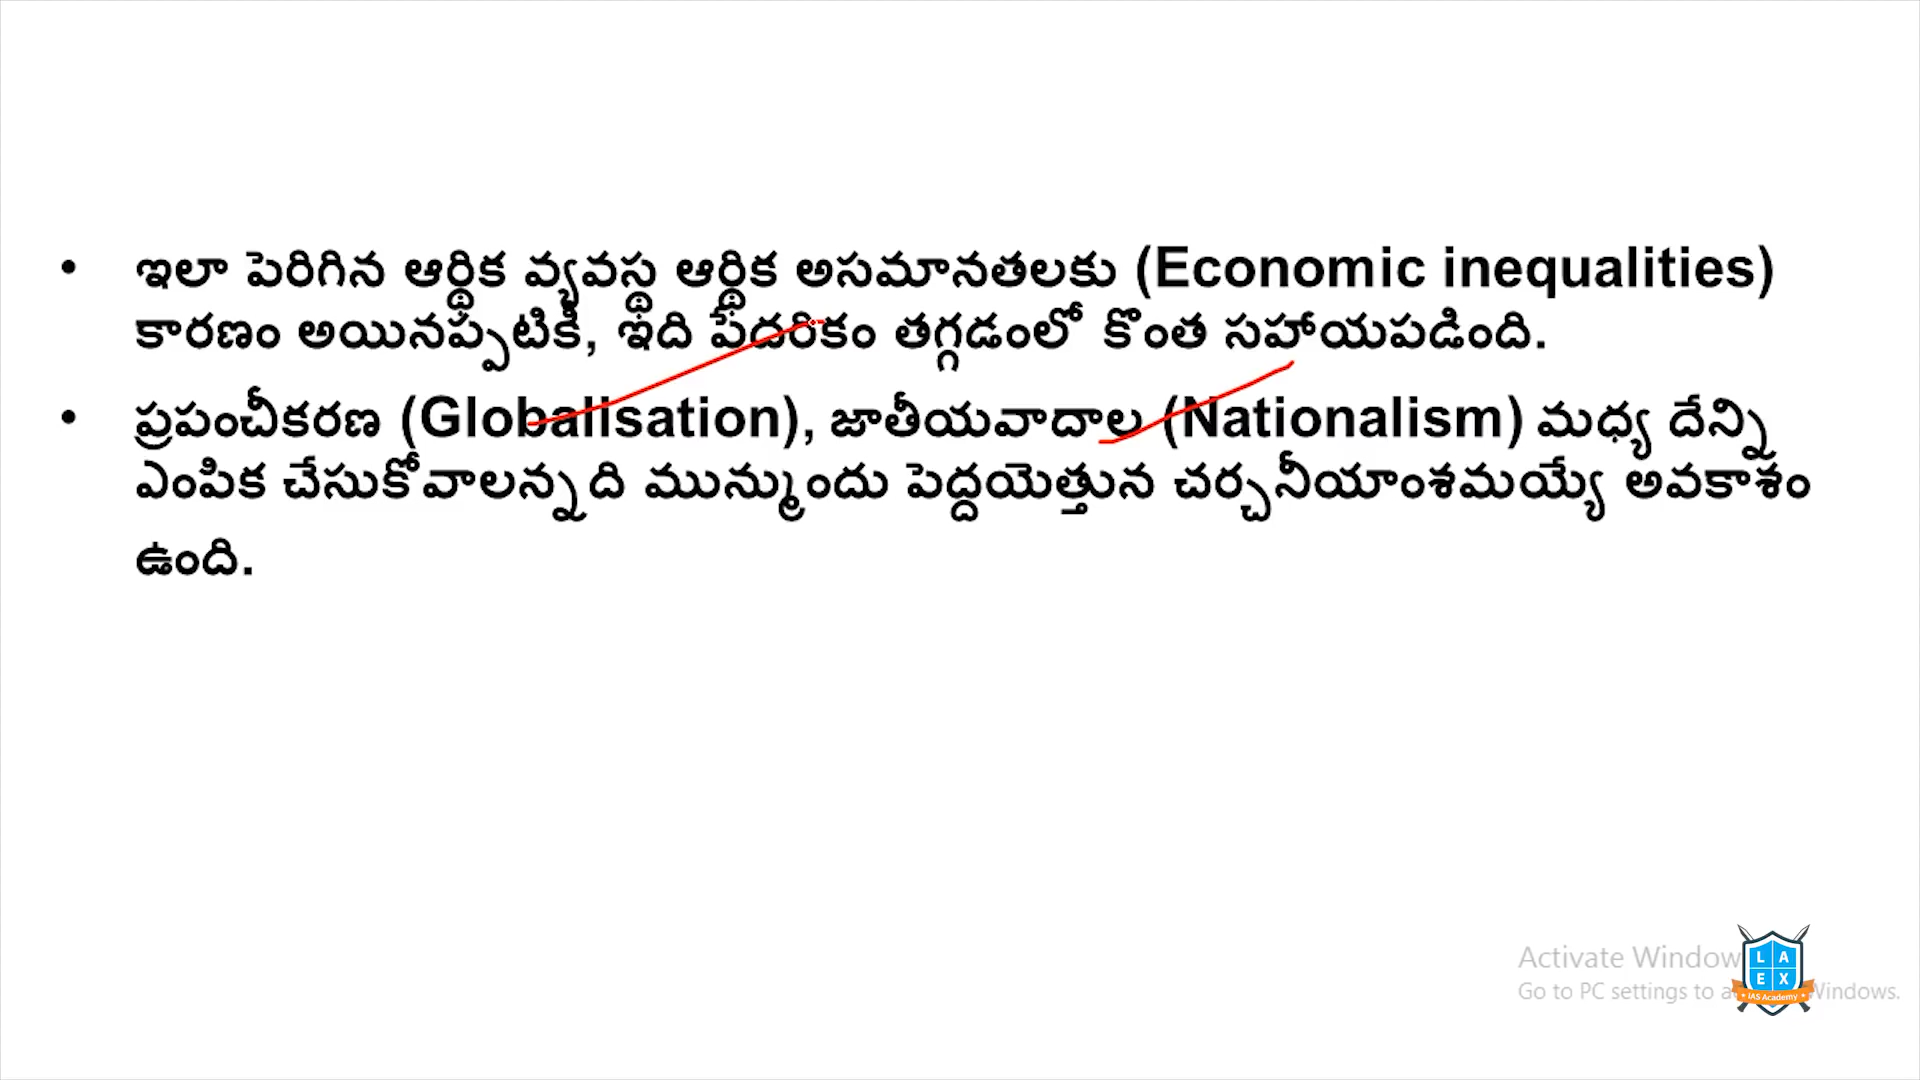 • ఇలా పెరిగిన ఆర్థిక వ్యవస్థ ఆర్థిక అసమానతలకు (Economic inequalities)
కారణం అయినప్పటికీ, ఇది పేదరికం తగ్గడంలో కొంత సహాయపడింది.
• ప్రపంచీకరణ (Globalisation), జాతీయవాదాల (Nationalism) మధ్య దేన్ని
ఎంపిక చేసుకోవాలన్నది మున్ముందు పెద్దయెత్తున చర్చనీయాంశమయ్యే అవకాశం
ఉంది.
Activate Window
Go to PC settings to a Windows.
L A
E X
IAS Academy